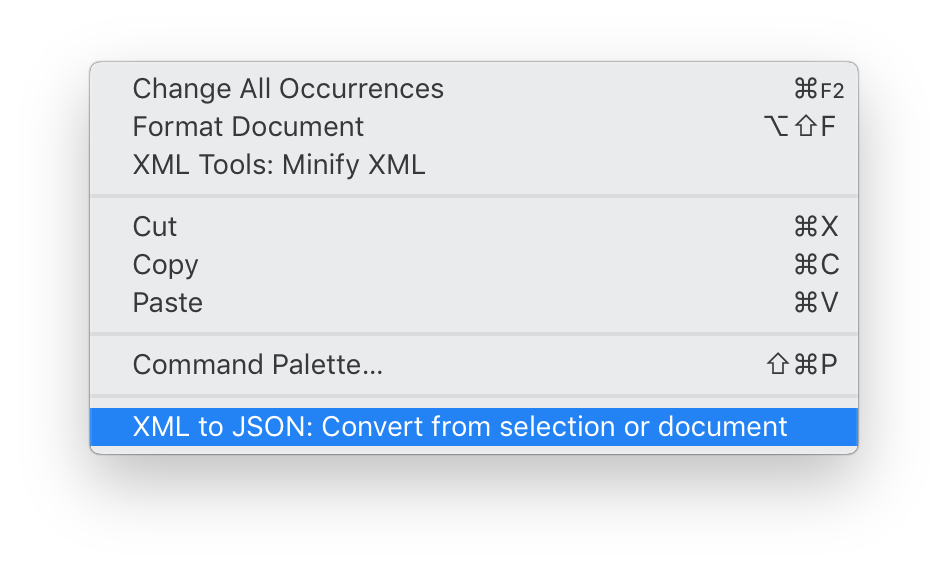 Change All Occurrences ⌘F2
Format Document ⌥⇧F
XML Tools: Minify XML
Cut ⌘X
Copy ⌘C
Paste ⌘V
Command Palette... ⇧⌘P
XML to JSON: Convert from selection or document